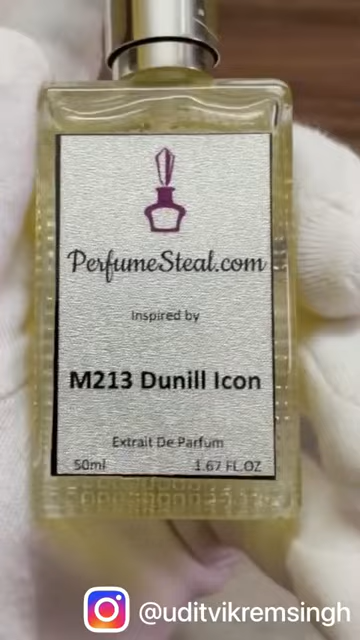 PerfumeSteal.com
Inspired by
M213 Dunill Icon
Extrait De Parfum
50ml 1.67 FL.OZ
@uditvikremsingh